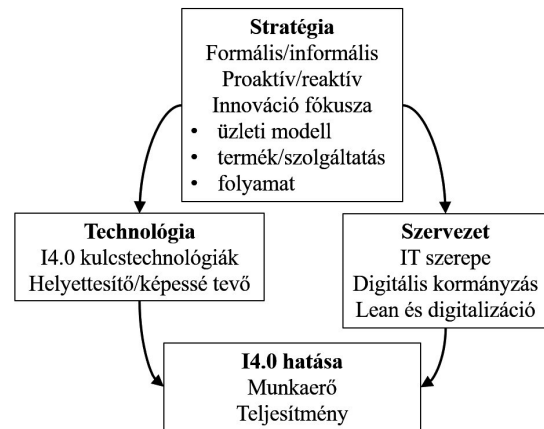 Stratégia
Formális/informális
Proaktív/reaktív
Innováció fókusza
• üzleti modell
• termék/szolgáltatás
• folyamat
Technológia
I4.0 kulcstechnológiák
Helyettesítő/képessé tevő
Szervezet
IT szerepe
Digitális kormányzás
Lean és digitalizáció
I4.0 hatása
Munkaerő
Teljesítmény